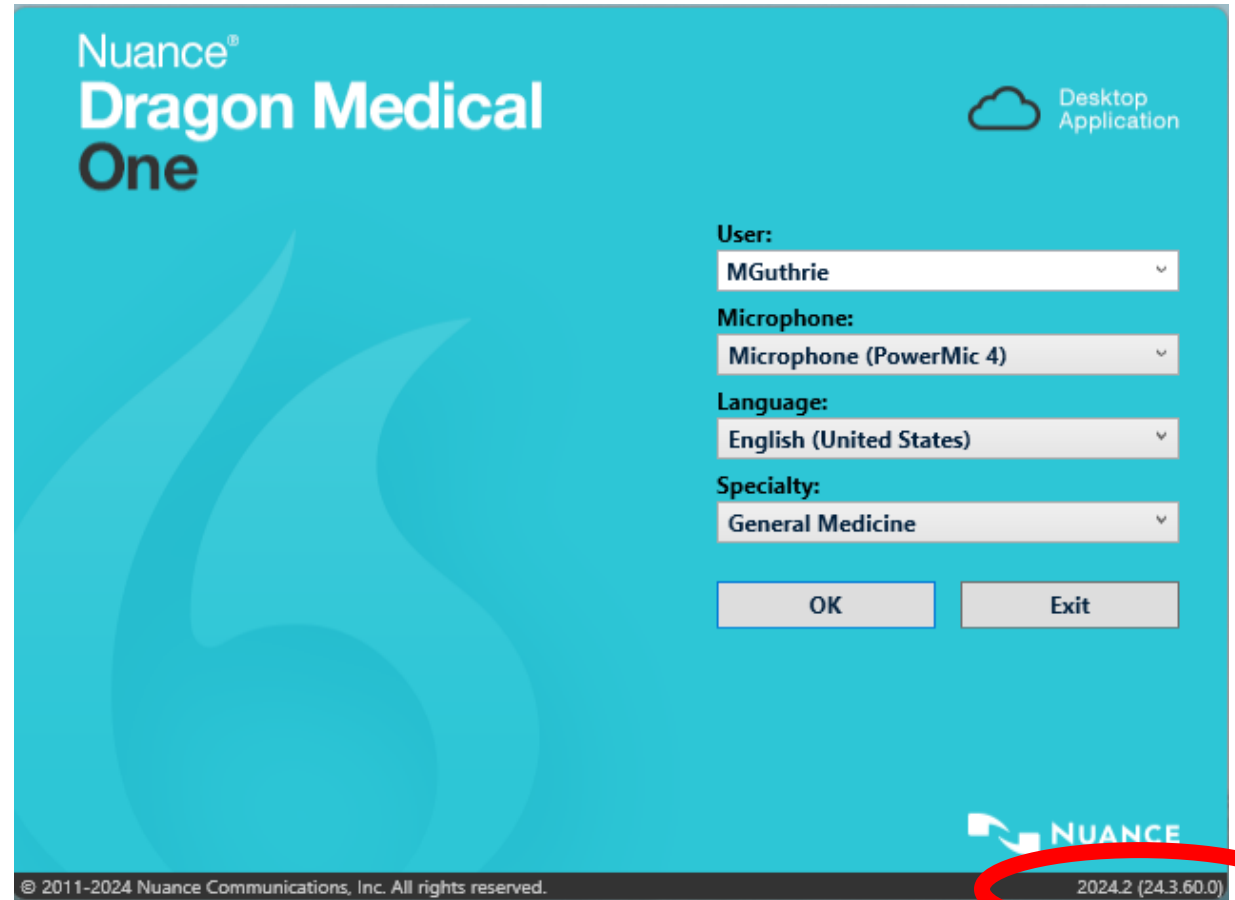 Nuance®
Dragon Medical
One
Desktop
Application
User:
MGuthrie
Microphone:
Microphone (PowerMic 4)
Language:
English (United States)
Specialty:
General Medicine
OK
Exit
NUANCE
© 2011-2024 Nuance Communications, Inc. All rights reserved.
2024.2 (24.3.60.0)